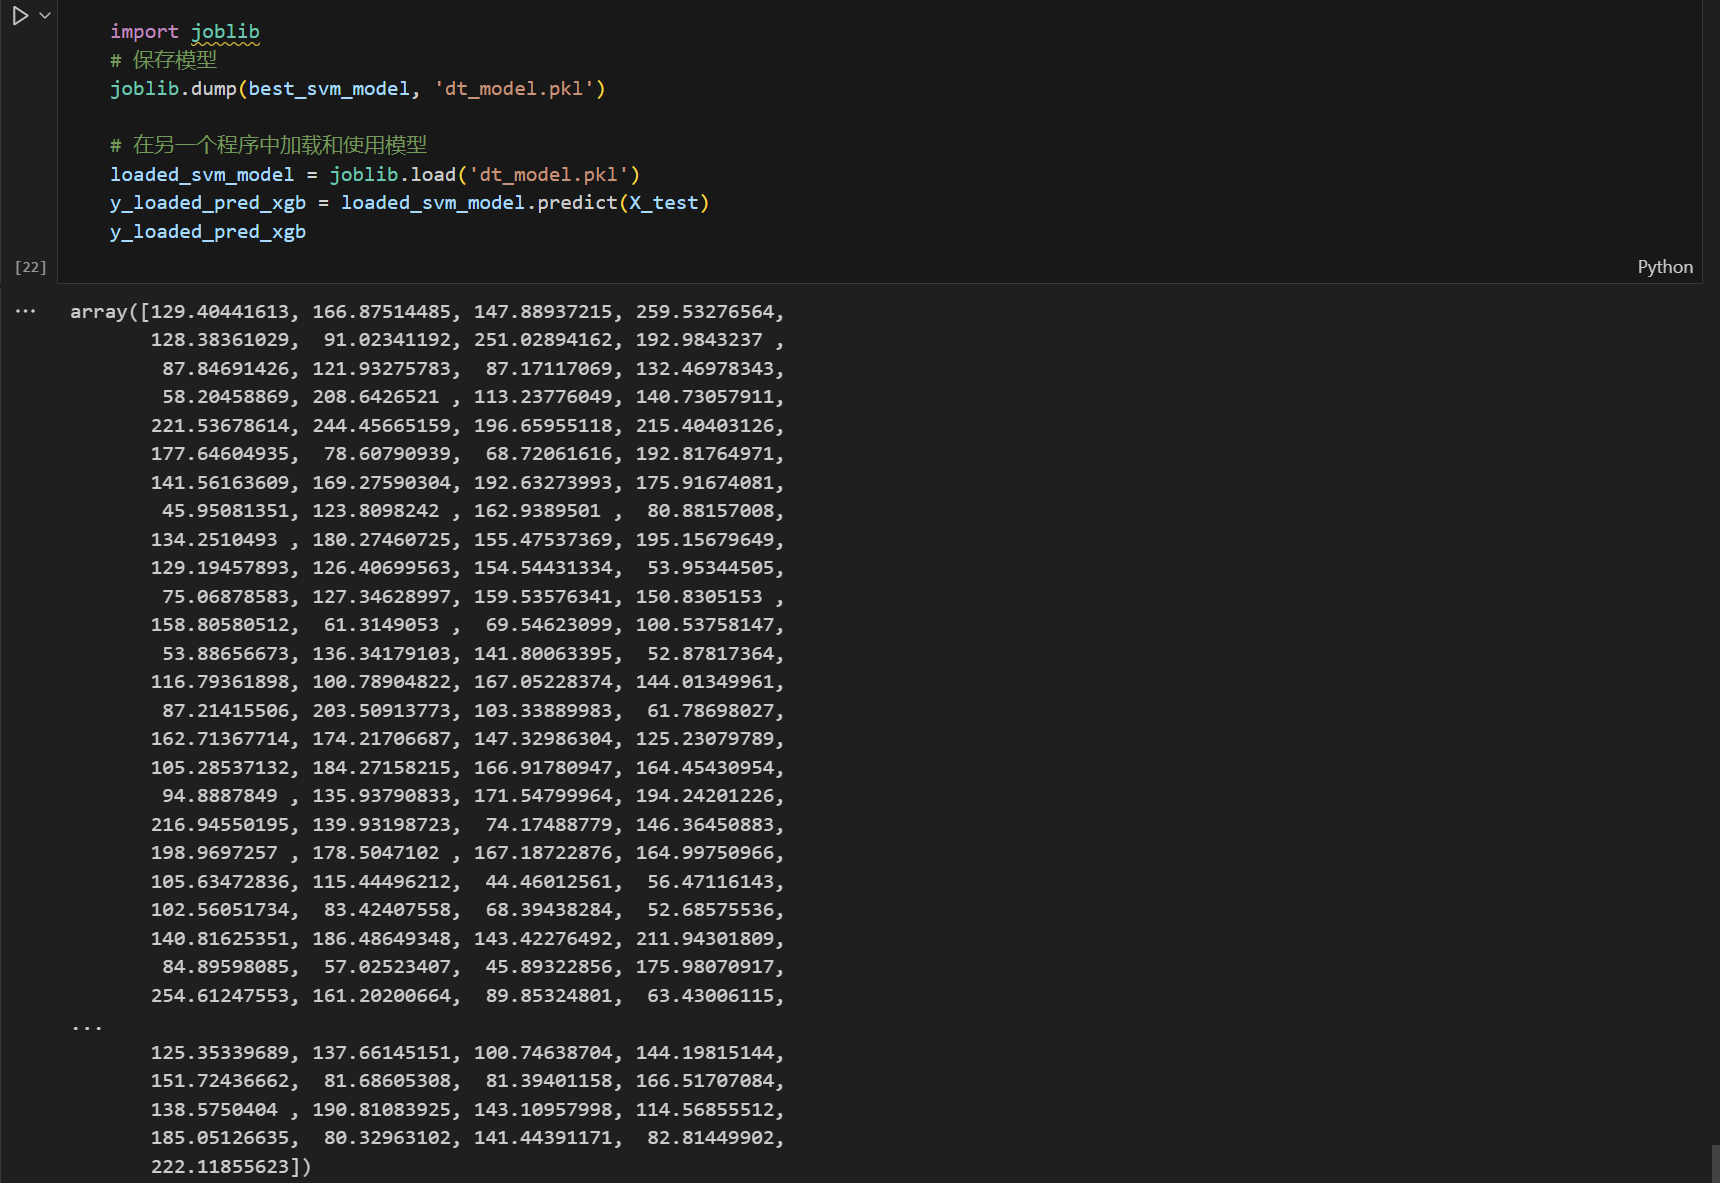 import joblib
# 保存模型
joblib.dump(best_svm_model, 'dt_model.pkl')
# 在另一个程序中加载和使用模型
loaded_svm_model = joblib.load('dt_model.pkl')
y_loaded_pred_xgb = loaded_svm_model.predict(X_test)
y_loaded_pred_xgb
[22]
Python
... array([129.40441613, 166.87514485, 147.88937215, 259.53276564,
128.38361029,  91.02341192, 251.02894162, 192.9843237 ,
87.84691426, 121.93275783,  87.17117069, 132.46978343,
58.20458869, 208.6426521 , 113.23776049, 140.73057911,
221.53678614, 244.45665159, 196.65955118, 215.40403126,
177.64604935,  78.60790939,  68.72061616, 192.81764971,
141.56163609, 169.27590304, 192.63273993, 175.91674081,
45.95081351, 123.8098242 , 162.9389501 ,  80.88157008,
134.2510493 , 180.27460725, 155.47537369, 195.15679649,
129.19457893, 126.40699563, 154.54431334,  53.95344505,
75.06878583, 127.34628997, 159.53576341, 150.8305153 ,
158.80580512,  61.3149053 ,  69.54623099, 100.53758147,
53.88656673, 136.34179103, 141.80063395,  52.87817364,
116.79361898, 100.78904822, 167.05228374, 144.01349961,
87.21415506, 203.50913773, 103.33889983,  61.78698027,
162.71367714, 174.21706687, 147.32986304, 125.23079789,
105.28537132, 184.27158215, 166.91780947, 164.45430954,
94.8887849 , 135.93790833, 171.54799964, 194.24201226,
216.94550195, 139.93198723,  74.17488779, 146.36450883,
198.9697257 , 178.5047102 , 167.18722876, 164.99750966,
105.63472836, 115.44496212,  44.46012561,  56.47116143,
102.56051734,  83.42407558,  68.39438284,  52.68575536,
140.81625351, 186.48649348, 143.42276492, 211.94301809,
84.89598085,  57.02523407,  45.89322856, 175.98070917,
254.61247553, 161.20200664,  89.85324801,  63.43006115,
...
125.35339689, 137.66145151, 100.74638704, 144.19815144,
151.72436662,  81.68605308,  81.39401158, 166.51707084,
138.5750404 , 190.81083925, 143.10957998, 114.56855512,
185.05126635,  80.32963102, 141.44391171,  82.81449902,
222.11855623])